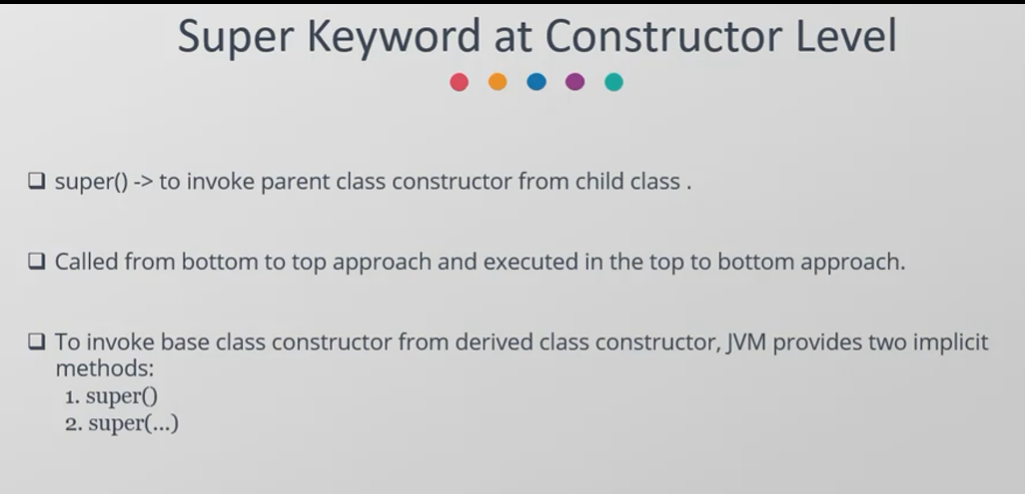 Super Keyword at Constructor Level
super() -> to invoke parent class constructor from child class .
Called from bottom to top approach and executed in the top to bottom approach.
To invoke base class constructor from derived class constructor, JVM provides two implicit
methods:
1. super()
2. super(...)